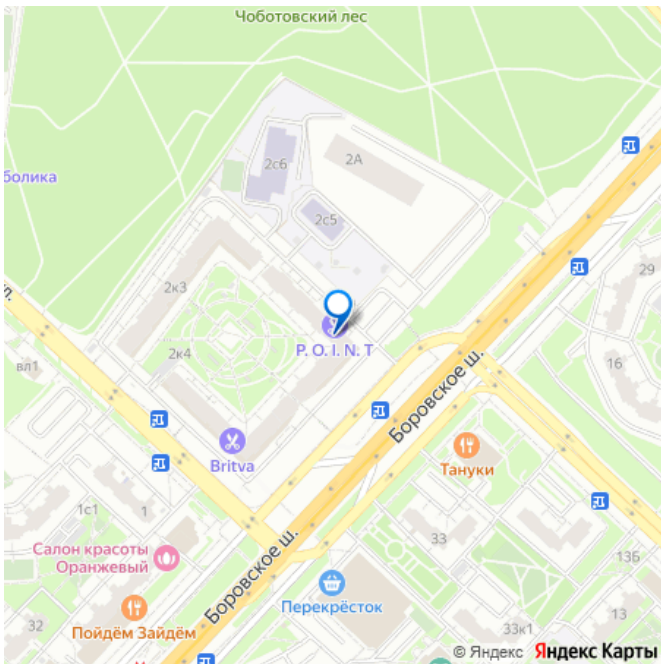 Чоботовский лес
2А
2с6
болика
2с5
29
2к3
P. O. I. N. T
2к4
вл1
16
Боровское ш.
Britva
Тануки
1с1
1
33
Салон красоты
Оранжевый
13Б
Боровское ш.
Перекрёсток
32
Пойдём Зайдём
33к1
13
© Яндекс Яндекс Карты